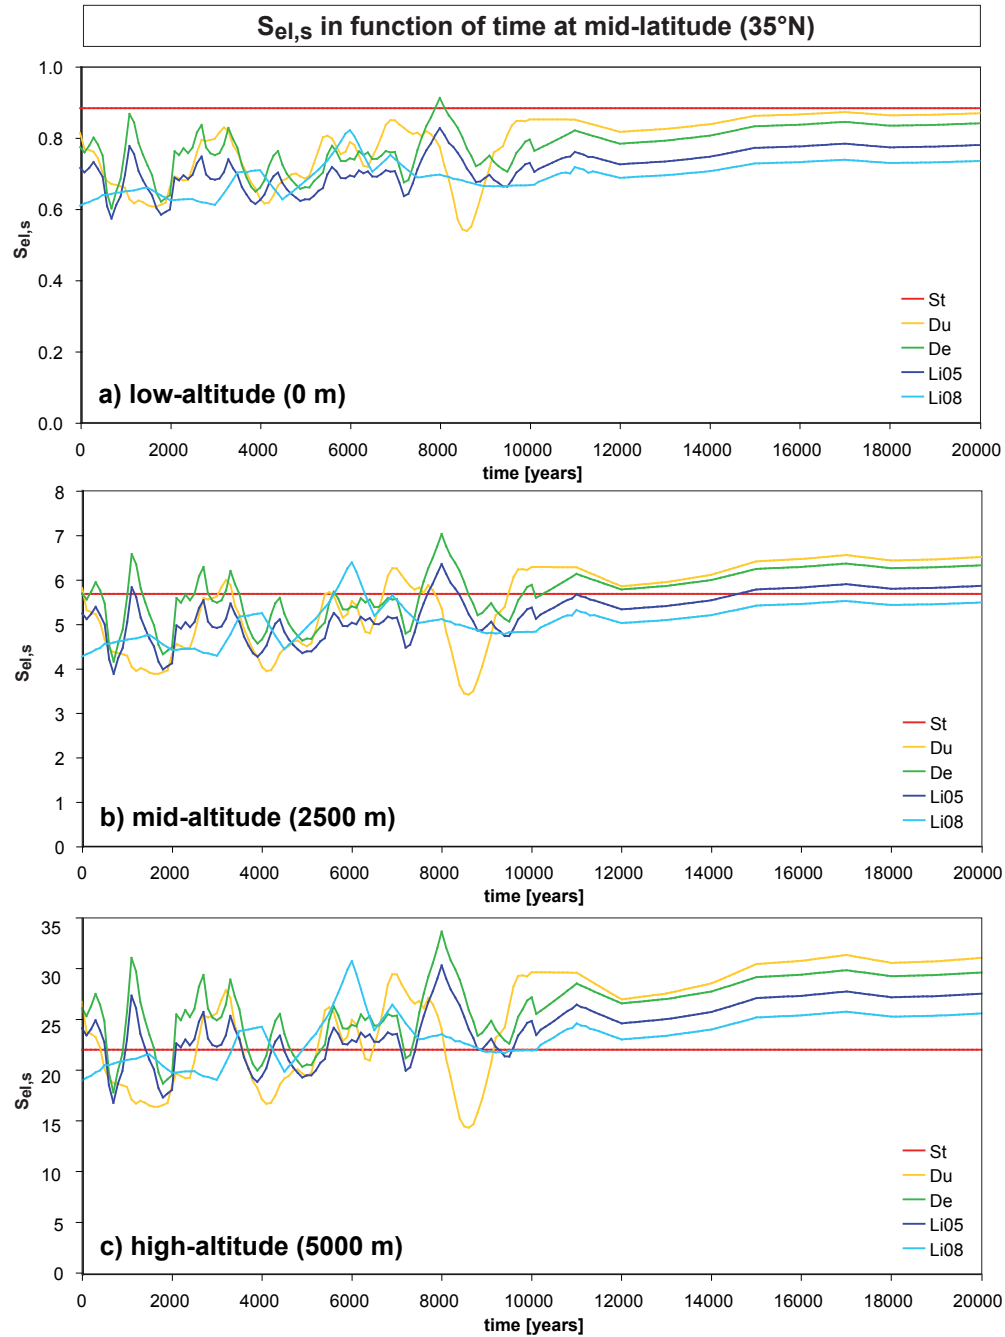 Sel,s in function of time at mid-latitude (35°N)
1.0
0.8
0.6
0.4
0.2
0.0
Sel,s
St
Du
De
Li05
Li08
a) low-altitude (0 m)
0 2000 4000 6000 8000 10000 12000 14000 16000 18000 20000
time [years]
8
7
6
5
4
3
2
1
0
Sel,s
St
Du
De
Li05
Li08
b) mid-altitude (2500 m)
0 2000 4000 6000 8000 10000 12000 14000 16000 18000 20000
time [years]
35
30
25
20
15
10
5
0
Sel,s
St
Du
De
Li05
Li08
c) high-altitude (5000 m)
0 2000 4000 6000 8000 10000 12000 14000 16000 18000 20000
time [years]